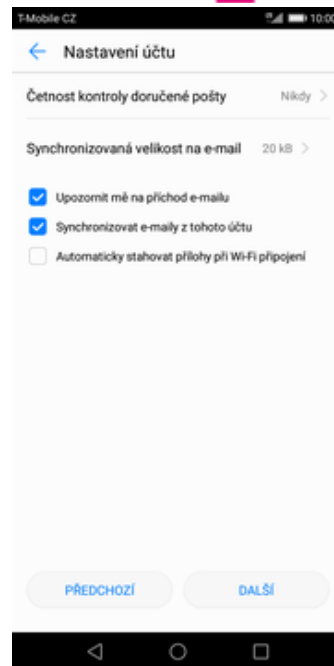 T-Mobile CZ 10:00
Nastavení účtu
Četnost kontroly doručené pošty Nikdy
Synchronizovaná velikost na e-mail 20 kB
Upozornit mě na příchod e-mailu
Synchronizovat e-maily z tohoto účtu
Automaticky stahovat přílohy při Wi-Fi připojení
PŘEDCHOZÍ DALŠÍ